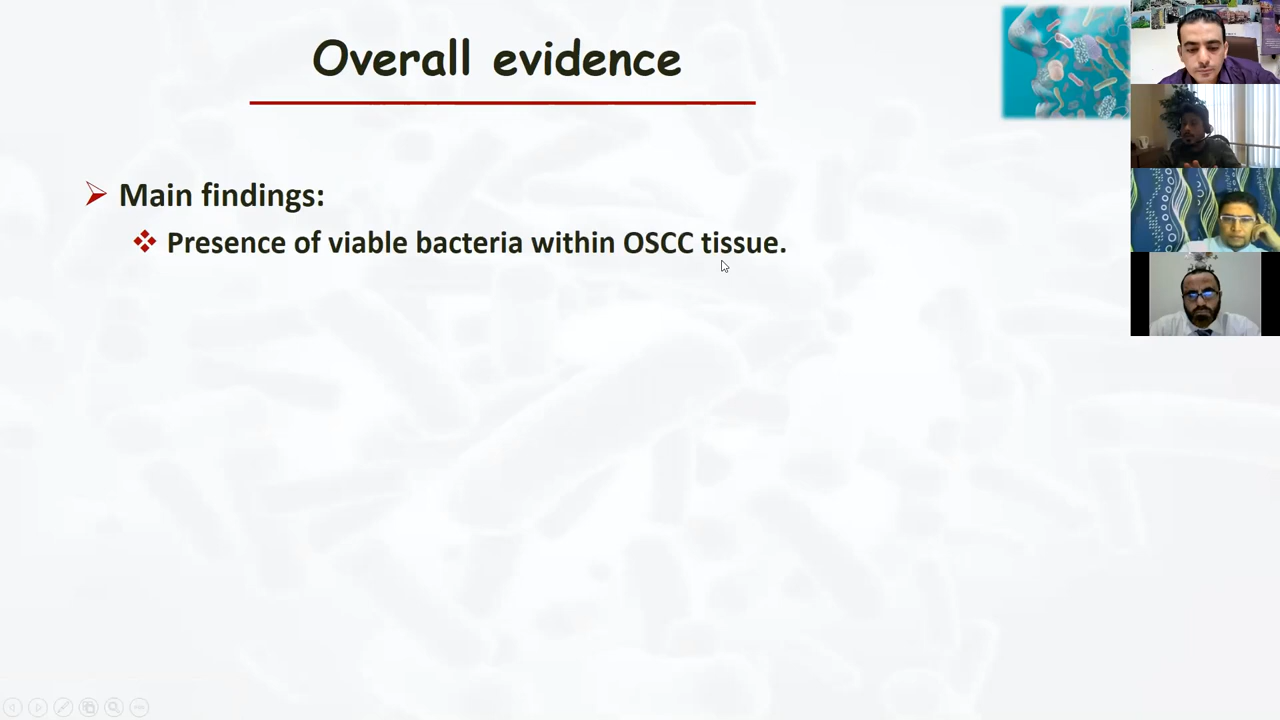 Overall evidence
Main findings:
Presence of viable bacteria within OSCC tissue.